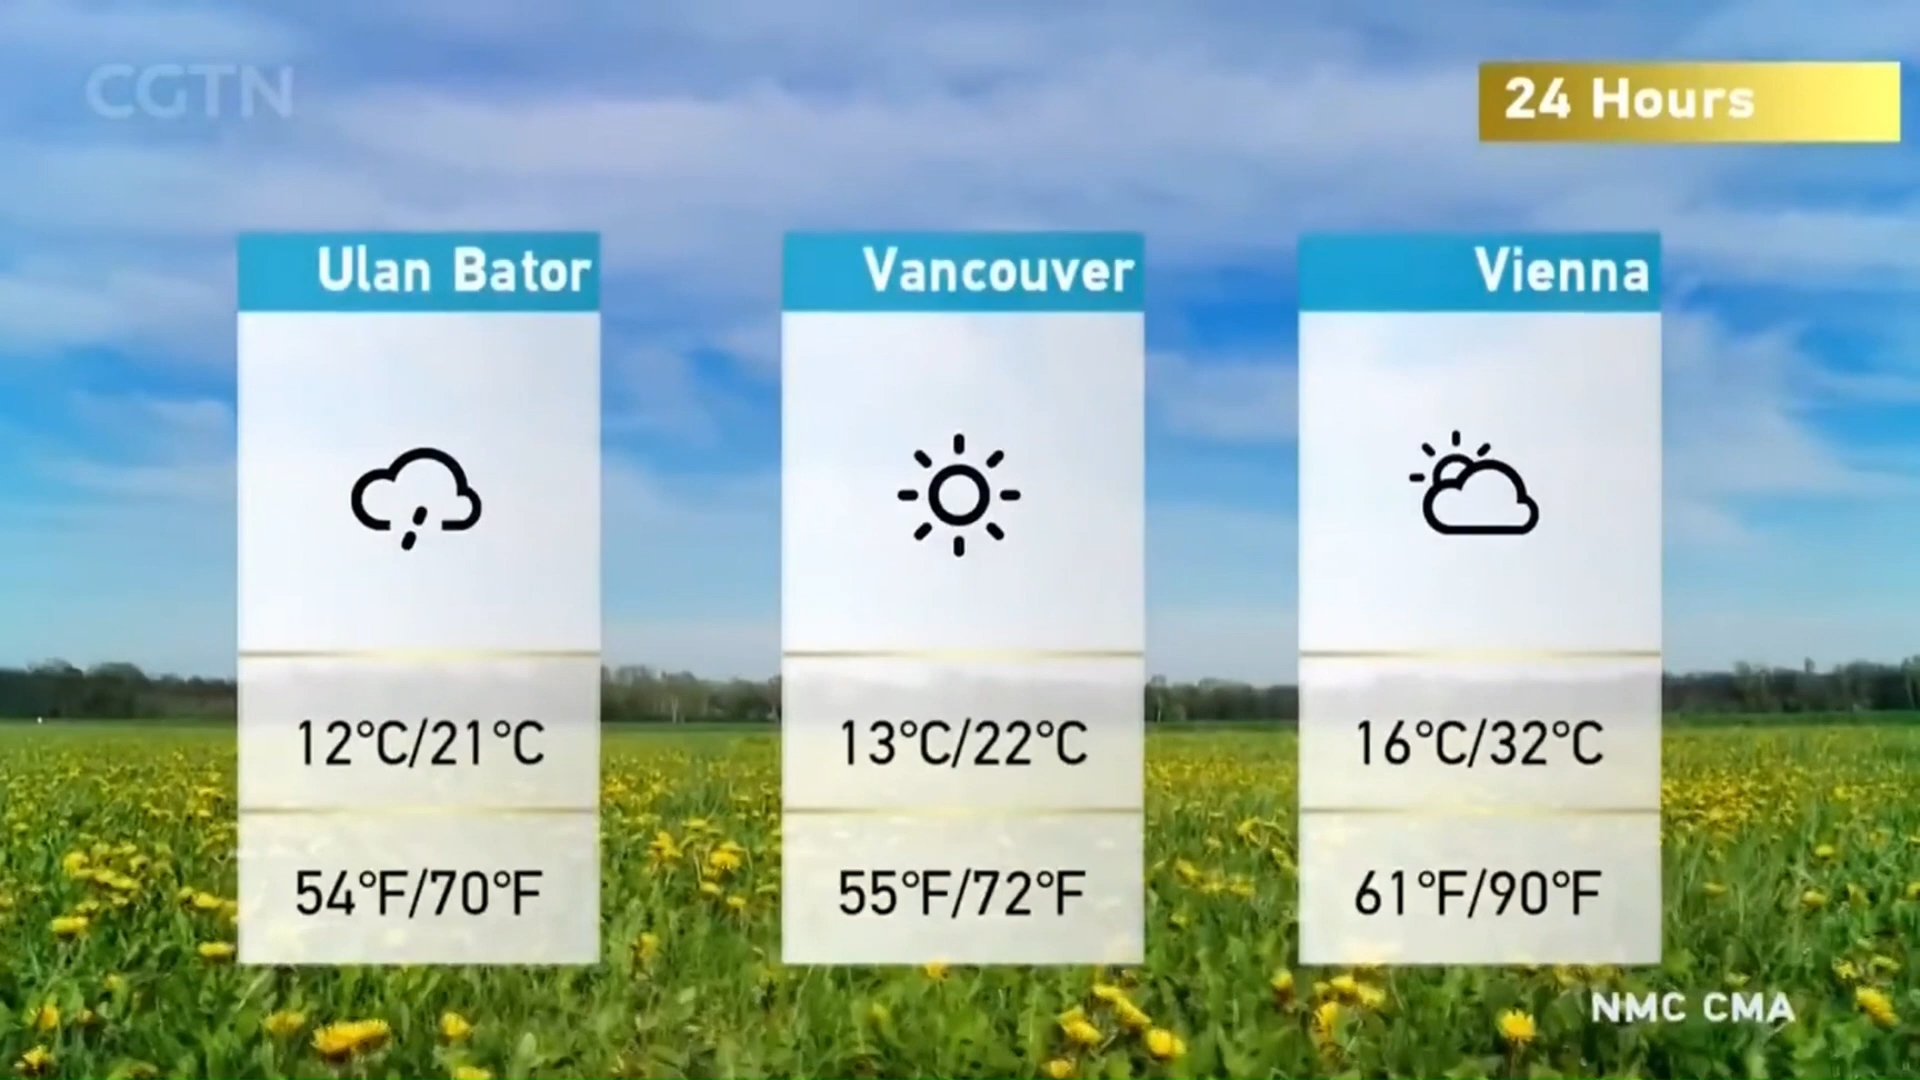 CGTN
24 Hours
Ulan Bator
12°C/21°C
54°F/70°F
Vancouver
13°C/22°C
55°F/72°F
Vienna
16°C/32°C
61°F/90°F
NMC CMA